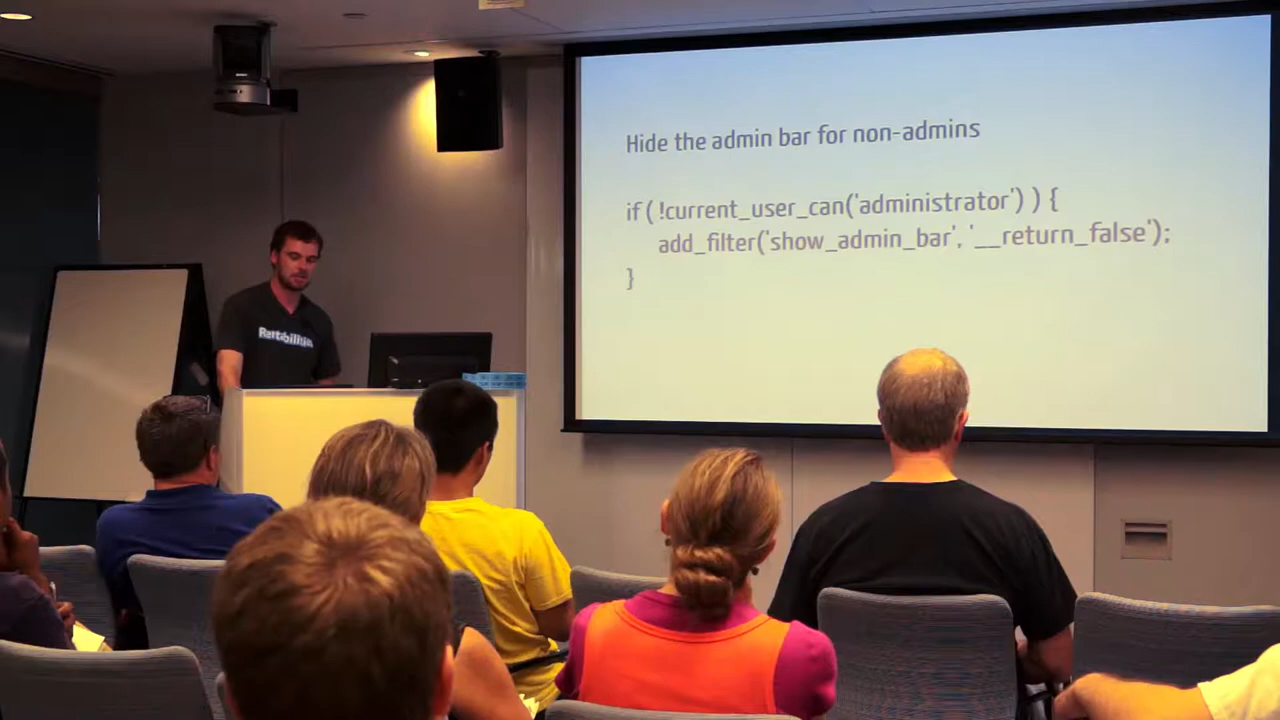 Hide the admin bar for non-admins
if ( !current_user_can('administrator') ) {
add_filter('show_admin_bar', '__return_false');
}